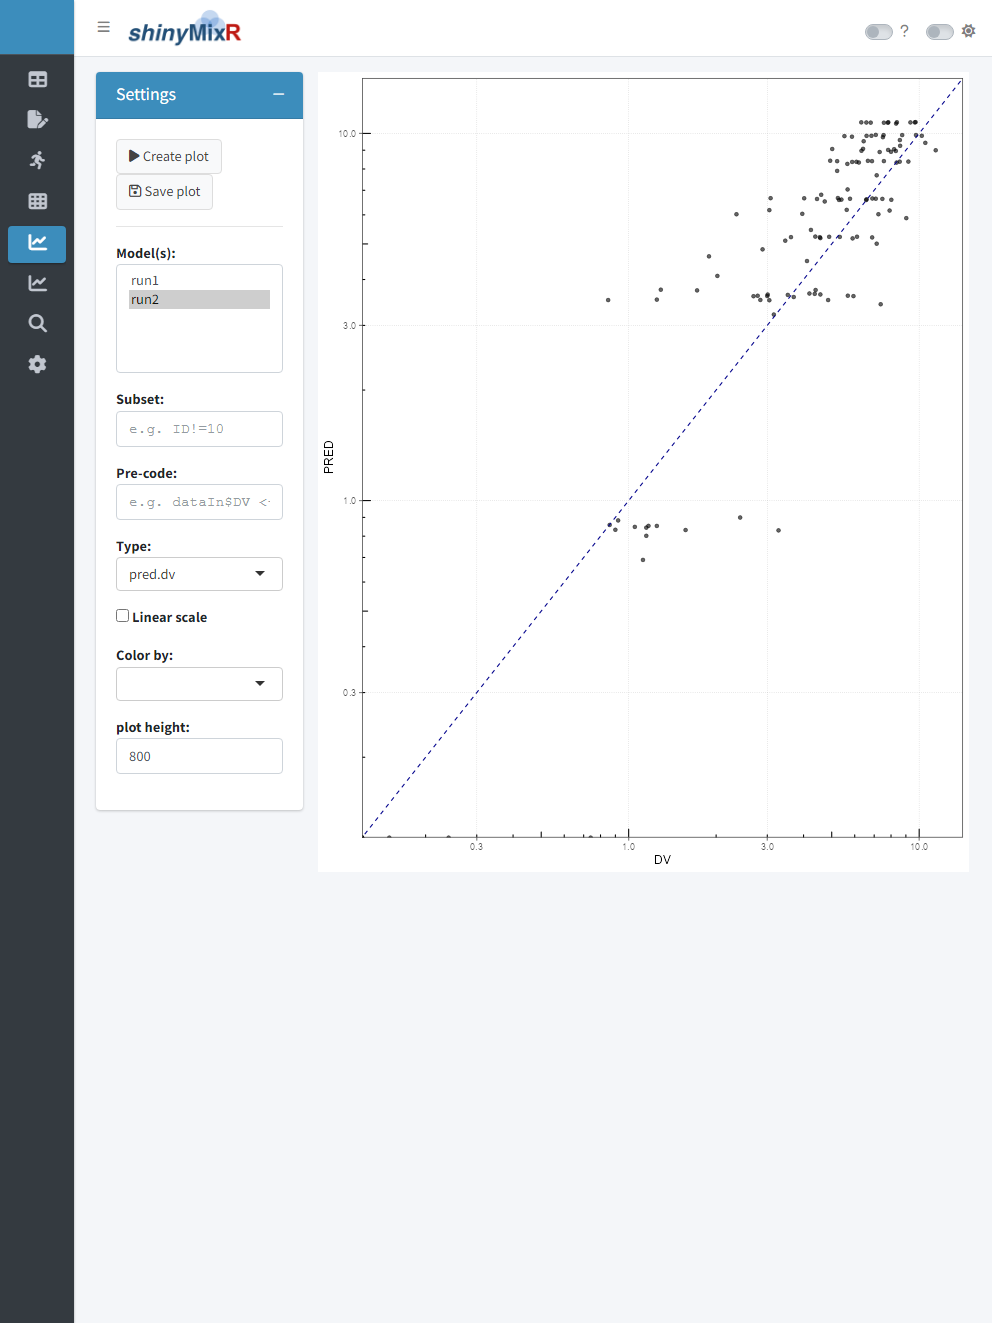 shinyMixR
?
Settings
Create plot
Save plot
Model(s):
run1
run2
Subset:
e.g. ID!=10
Pre-code:
e.g. dataIn$DV <-
Type:
pred.dv
Linear scale
Color by:
plot height:
800
10.0
3.0
1.0
0.3
PRED
0.3
1.0
3.0
10.0
DV